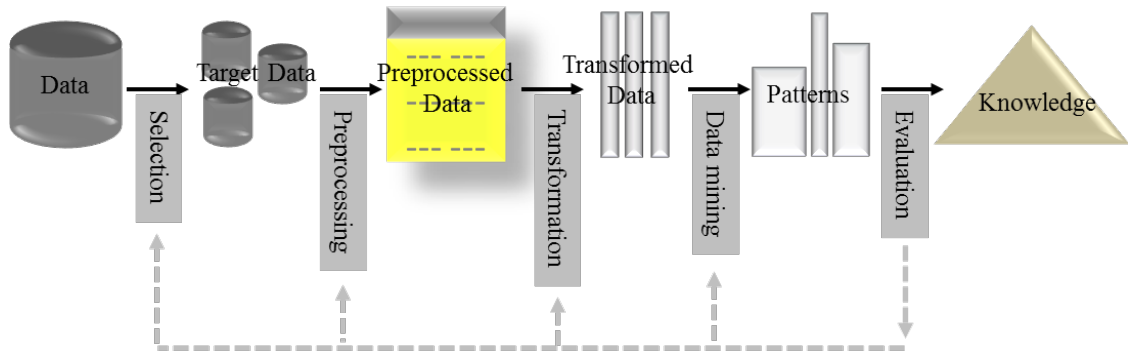 Data
Target Data
Preprocessed
Data
Transformed
Data
Patterns
Knowledge
Selection
Preprocessing
Transformation
Data mining
Evaluation